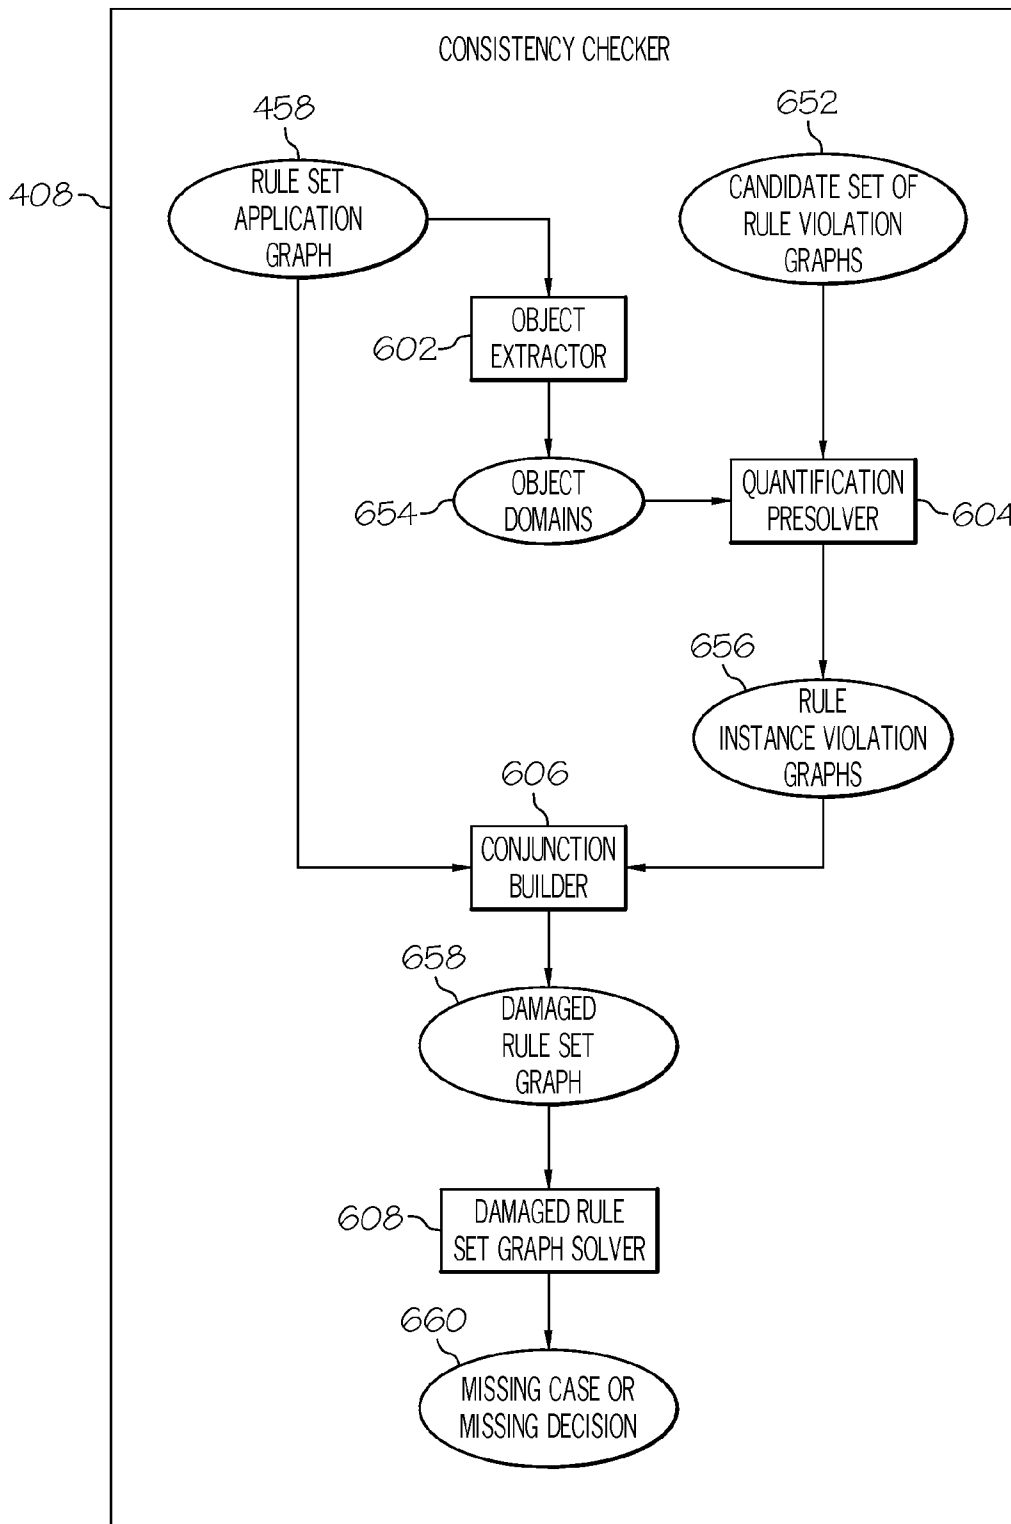 CONSISTENCY CHECKER
458
652
408
RULE SET
APPLICATION
GRAPH
CANDIDATE SET OF
RULE VIOLATION
GRAPHS
602
OBJECT
EXTRACTOR
654
OBJECT
DOMAINS
QUANTIFICATION
PRESOLVER
604
656
RULE
INSTANCE VIOLATION
GRAPHS
606
CONJUNCTION
BUILDER
658
DAMAGED
RULE SET
GRAPH
608
DAMAGED RULE
SET GRAPH SOLVER
660
MISSING CASE OR
MISSING DECISION